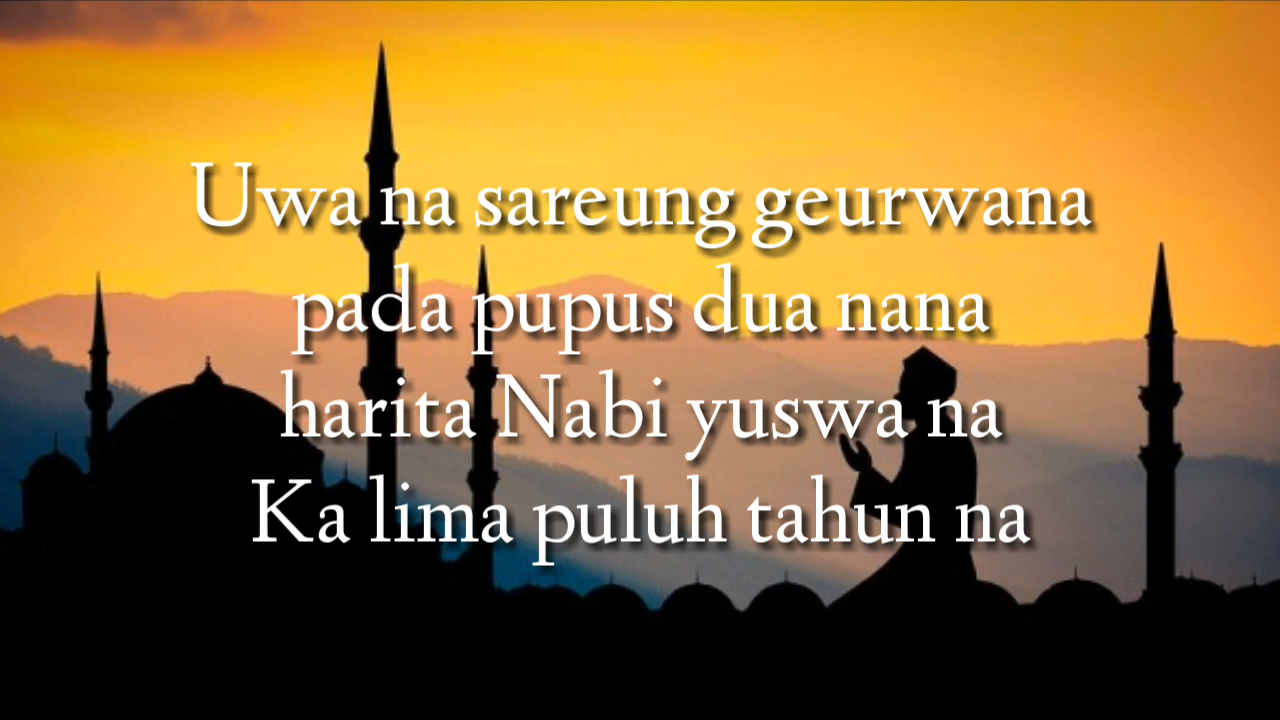 Uwa na sareung geurwana
pada pupus dua nana
harita Nabi yuswa na
Ka lima puluh tahun na